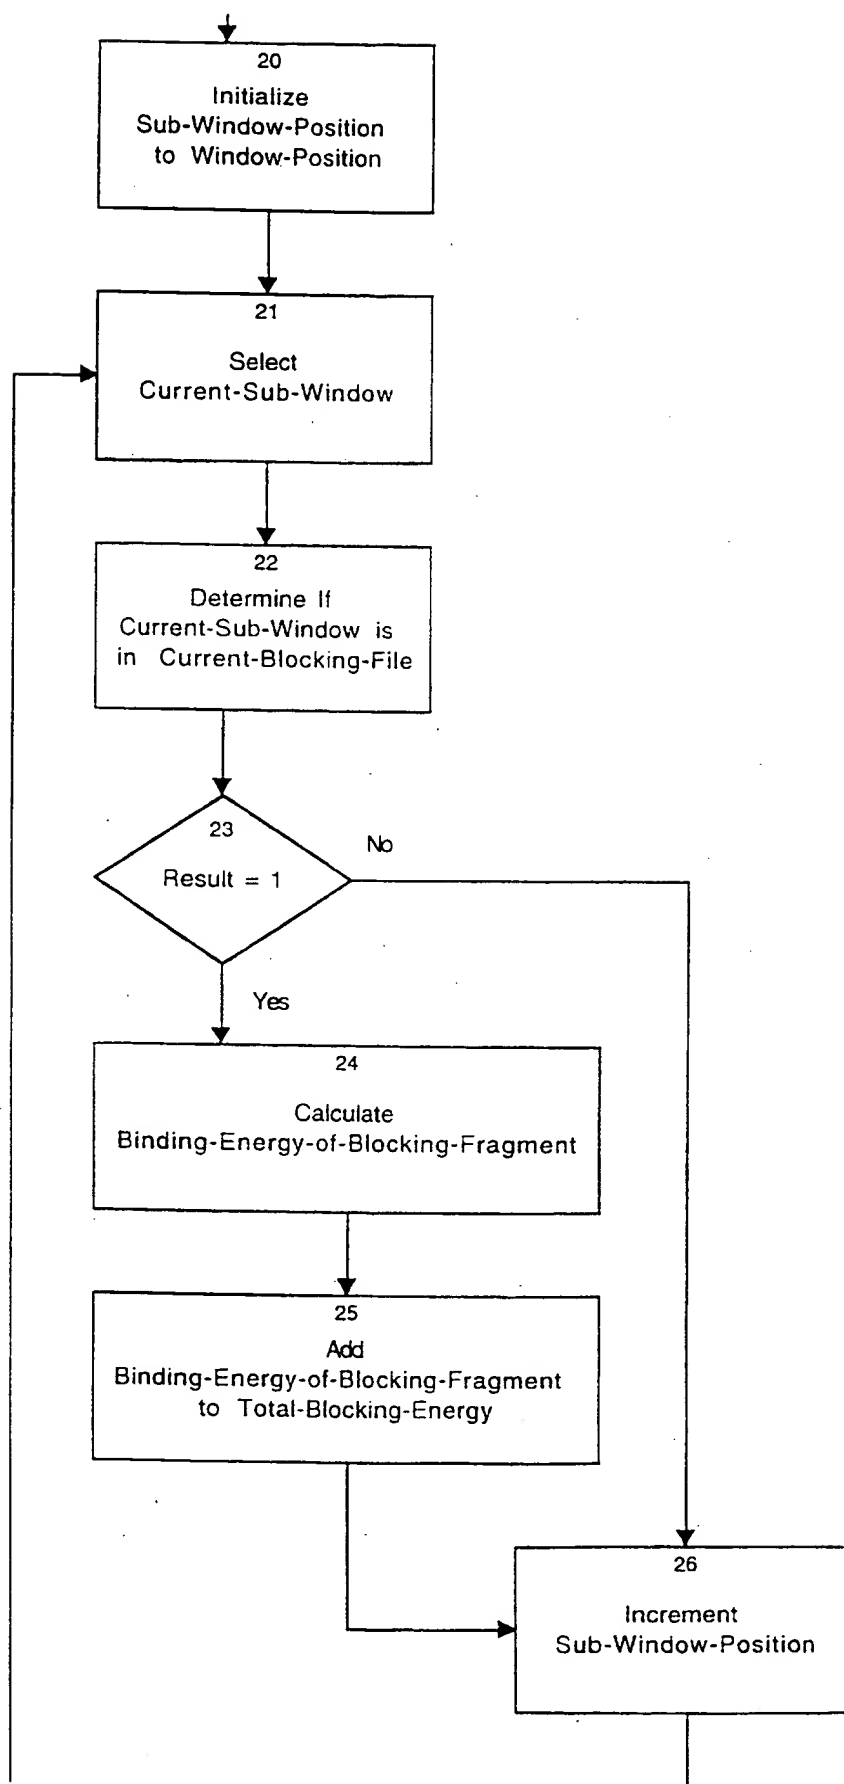 20
Initialize
Sub-Window-Position
to Window-Position
21
Select
Current-Sub-Window
22
Determine If
Current-Sub-Window is
in Current-Blocking-File
23
Result = 1
No
Yes
24
Calculate
Binding-Energy-of-Blocking-Fragment
25
Add
Binding-Energy-of-Blocking-Fragment
to Total-Blocking-Energy
26
Increment
Sub-Window-Position